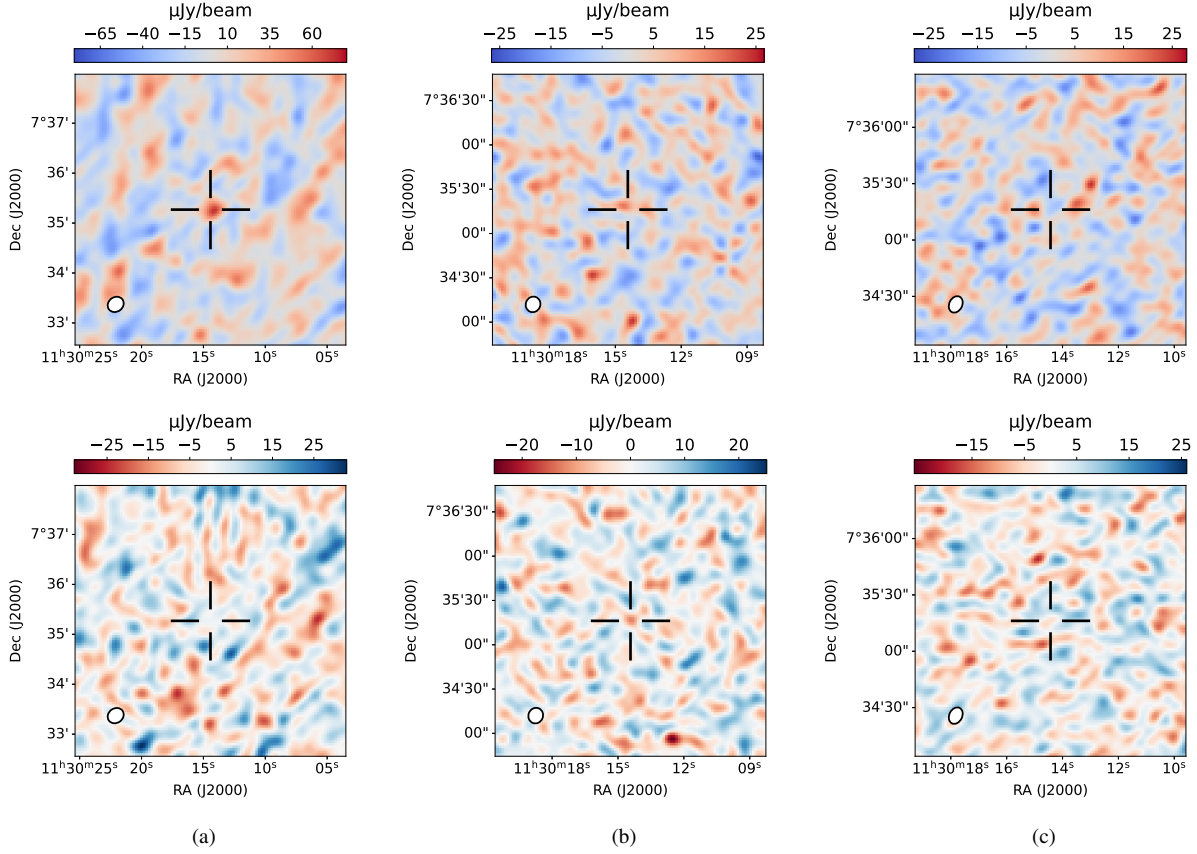 μJy/beam μJy/beam μJy/beam
−65 −40 −15 10 35 60 −25 −15 −5 5 15 25 −25 −15 −5 5 15 25
7°37'
36'
35'
34'
33'
Dec (J2000)
11ʰ30ᵐ25ˢ 20ˢ 15ˢ 10ˢ 05ˢ
RA (J2000)
7°36'30"
00"
35'30"
00"
34'30"
00"
Dec (J2000)
11ʰ30ᵐ18ˢ 15ˢ 12ˢ 09ˢ
RA (J2000)
7°36'00"
35'30"
00"
34'30"
Dec (J2000)
11ʰ30ᵐ18ˢ 16ˢ 14ˢ 12ˢ 10ˢ
RA (J2000)
μJy/beam μJy/beam μJy/beam
−25 −15 −5 5 15 25 −20 −10 0 10 20 −15 −5 5 15 25
7°37'
36'
35'
34'
33'
Dec (J2000)
11ʰ30ᵐ25ˢ 20ˢ 15ˢ 10ˢ 05ˢ
RA (J2000)
7°36'30"
00"
35'30"
00"
34'30"
00"
Dec (J2000)
11ʰ30ᵐ18ˢ 15ˢ 12ˢ 09ˢ
RA (J2000)
7°36'00"
35'30"
00"
34'30"
Dec (J2000)
11ʰ30ᵐ18ˢ 16ˢ 14ˢ 12ˢ 10ˢ
RA (J2000)
(a) (b) (c)